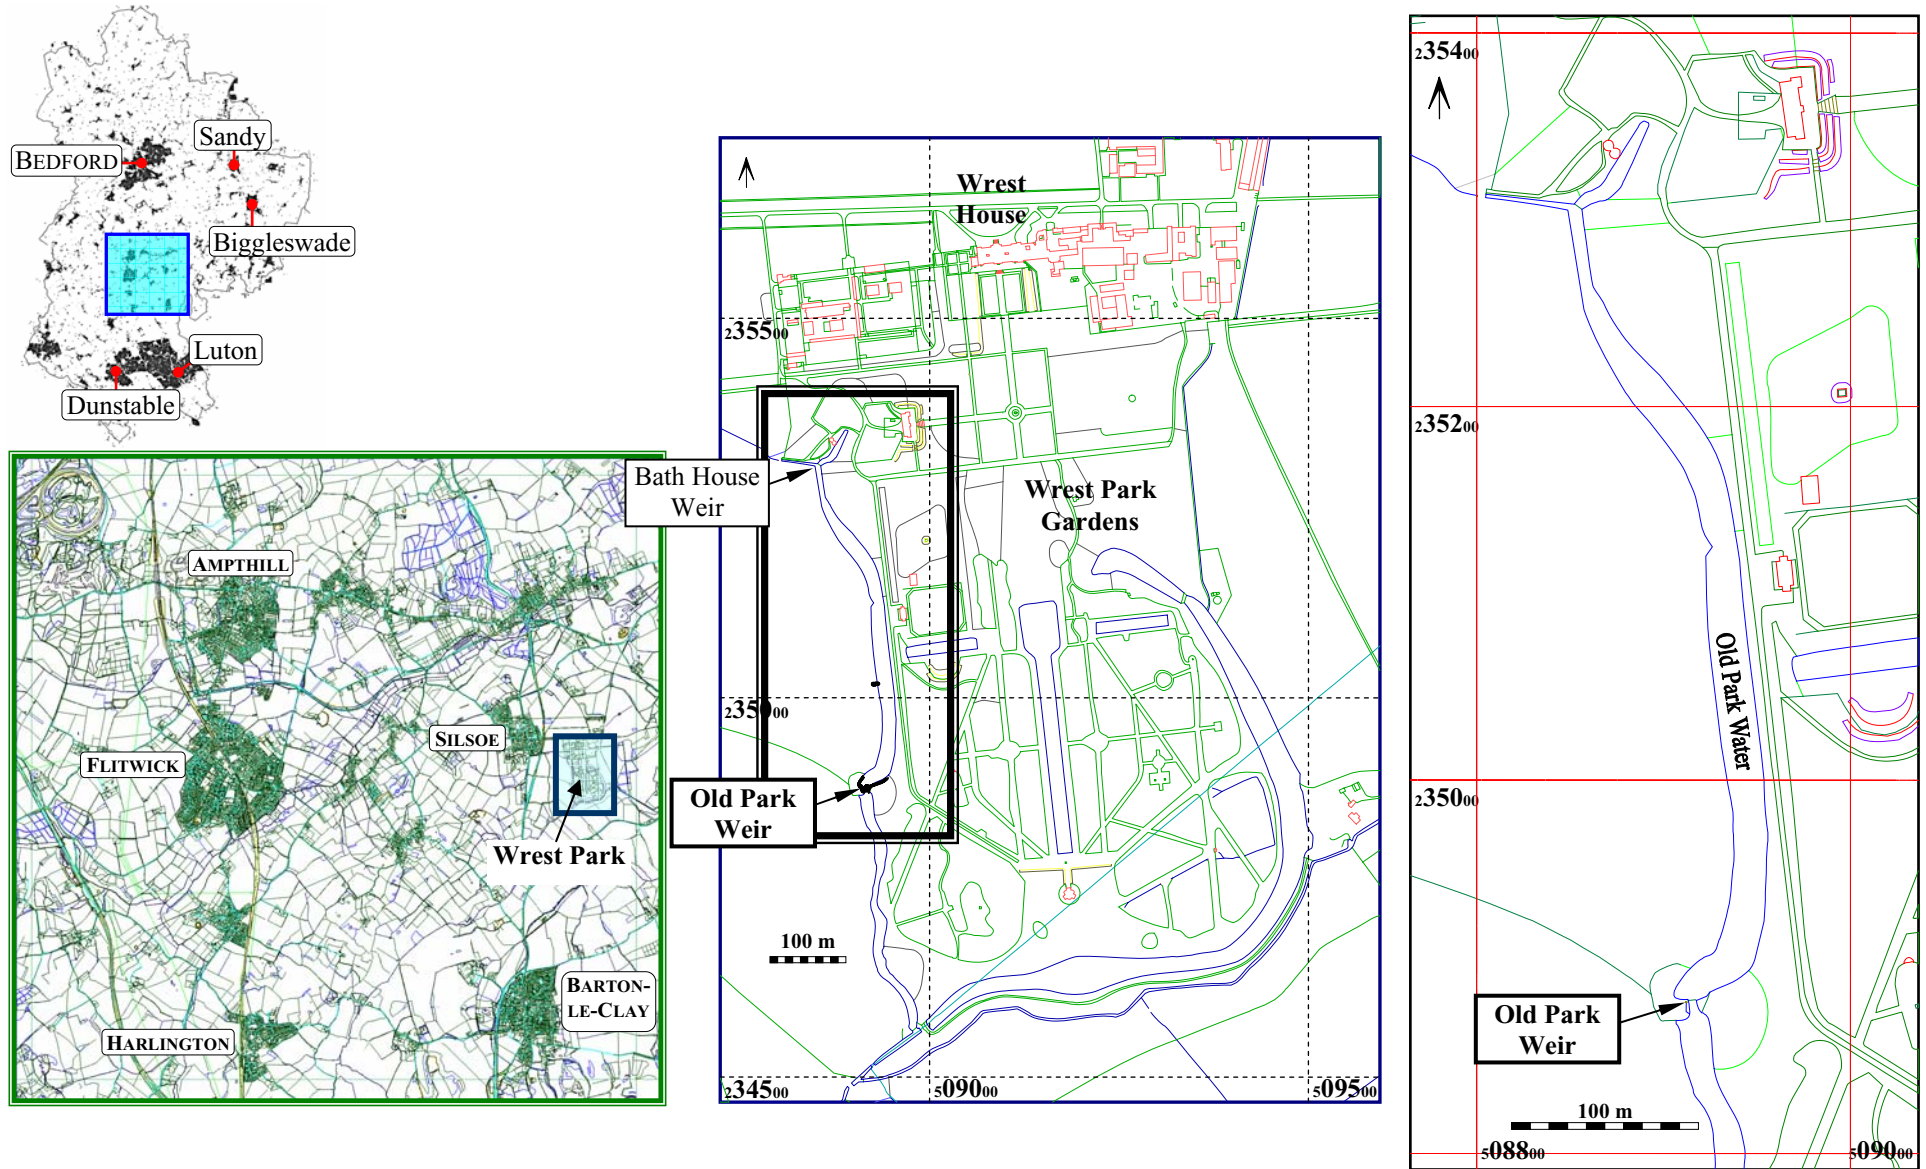 BEDFORD
Sandy
Biggleswade
Luton
Dunstable
AMPTHILL
FLITWICK
SILSOE
Wrest Park
HARLINGTON
BARTON-
LE-CLAY
Wrest
House
235500
Bath House
Weir
Wrest Park
Gardens
235000
Old Park
Weir
100 m
234500
509000
509500
235400
235200
Old Park Water
235000
Old Park
Weir
100 m
508800
509000